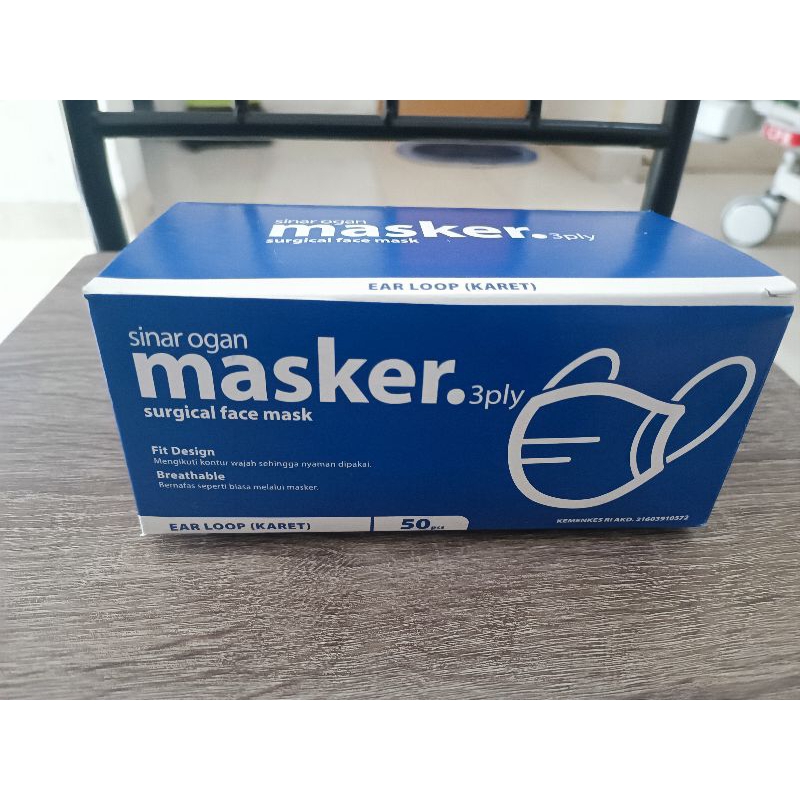 sinar ogan
masker. 3ply
surgical face mask
EAR LOOP (KARET)
sinar ogan
masker. 3ply
surgical face mask
Fit Design
Mengikuti kontur wajah sehingga nyaman dipakai.
Breathable
Bernafas seperti biasa melalui masker.
EAR LOOP (KARET)
50 pcs
KEMENKES RI AKD. 21603910572